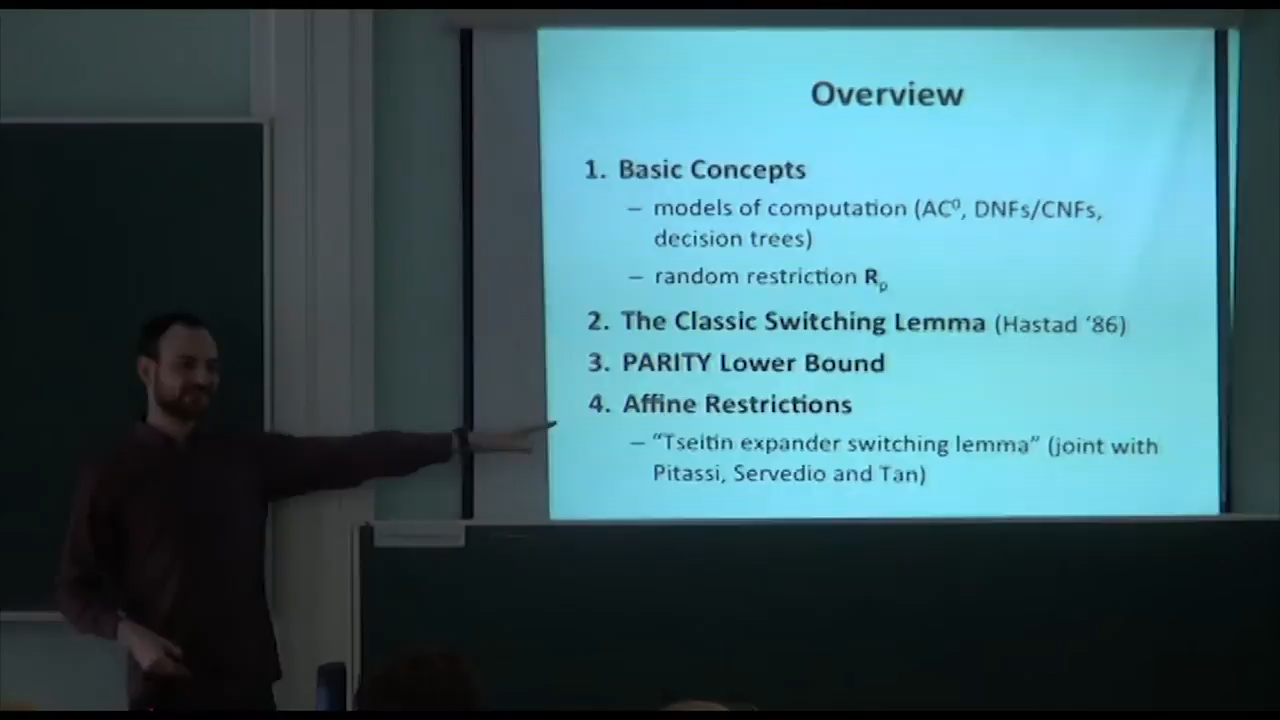 Overview
1. Basic Concepts
– models of computation (AC⁰, DNFs/CNFs,
decision trees)
– random restriction Rₚ
2. The Classic Switching Lemma (Hastad ‘86)
3. PARITY Lower Bound
4. Affine Restrictions
– “Tseitin expander switching lemma” (joint with
Pitassi, Servedio and Tan)